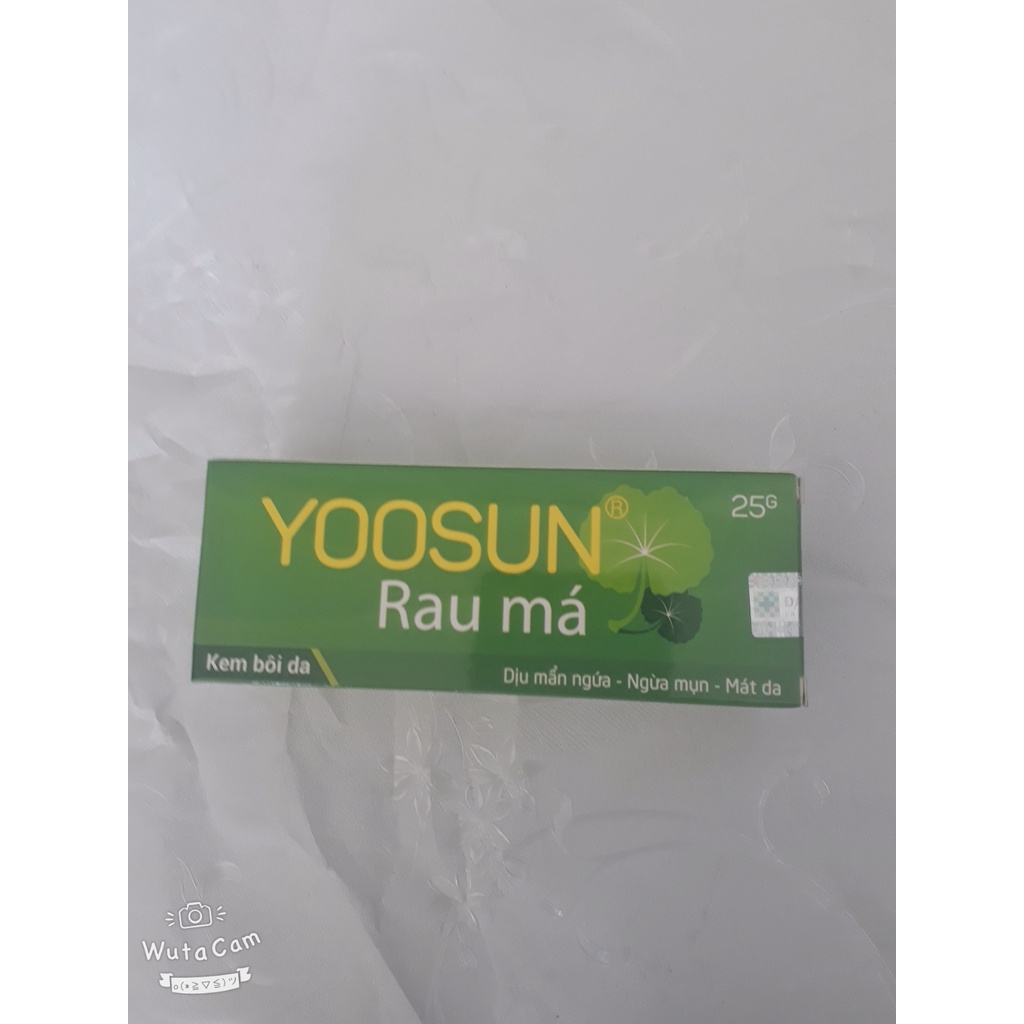 YOOSUN®
25G
Rau má
Kem bôi da
Dịu mẩn ngứa - Ngừa mụn - Mát da
WutaCam